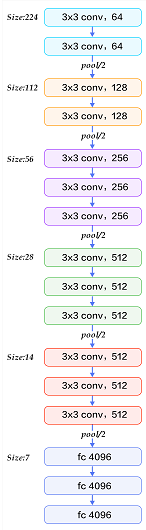 Size:224
3x3 conv, 64
3x3 conv, 64
pool/2
Size:112
3x3 conv, 128
3x3 conv, 128
pool/2
Size:56
3x3 conv, 256
3x3 conv, 256
3x3 conv, 256
pool/2
Size:28
3x3 conv, 512
3x3 conv, 512
3x3 conv, 512
pool/2
Size:14
3x3 conv, 512
3x3 conv, 512
3x3 conv, 512
pool/2
Size:7
fc 4096
fc 4096
fc 4096